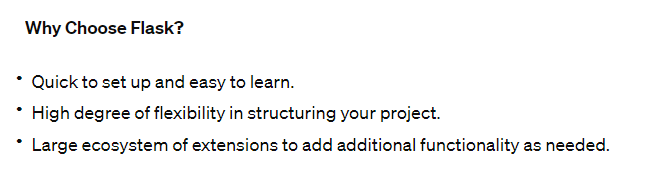 Why Choose Flask?
• Quick to set up and easy to learn.
• High degree of flexibility in structuring your project.
• Large ecosystem of extensions to add additional functionality as needed.